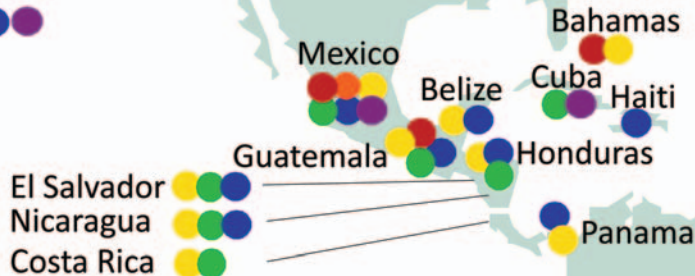 Bahamas
Mexico
Cuba
Belize
Haiti
Guatemala
Honduras
El Salvador
Nicaragua
Panama
Costa Rica